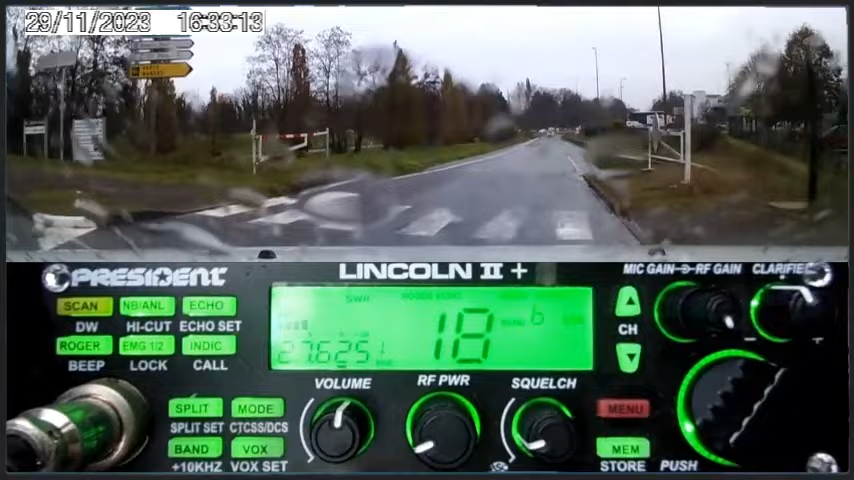 29/11/2023 16:33:13
PRESIDENT LINCOLN II + MIC GAIN RF GAIN CLARIFIER
SCAN NB/ANL ECHO
DW HI-CUT ECHO SET
ROGER EMG 1/2 INDIC
BEEP LOCK CALL
SWR
18 b
27.625
CH
VOLUME RF PWR SQUELCH
SPLIT MODE MENU
SPLIT SET CTCSS/DCS
BAND VOX MEM
+10KHZ VOX SET STORE PUSH